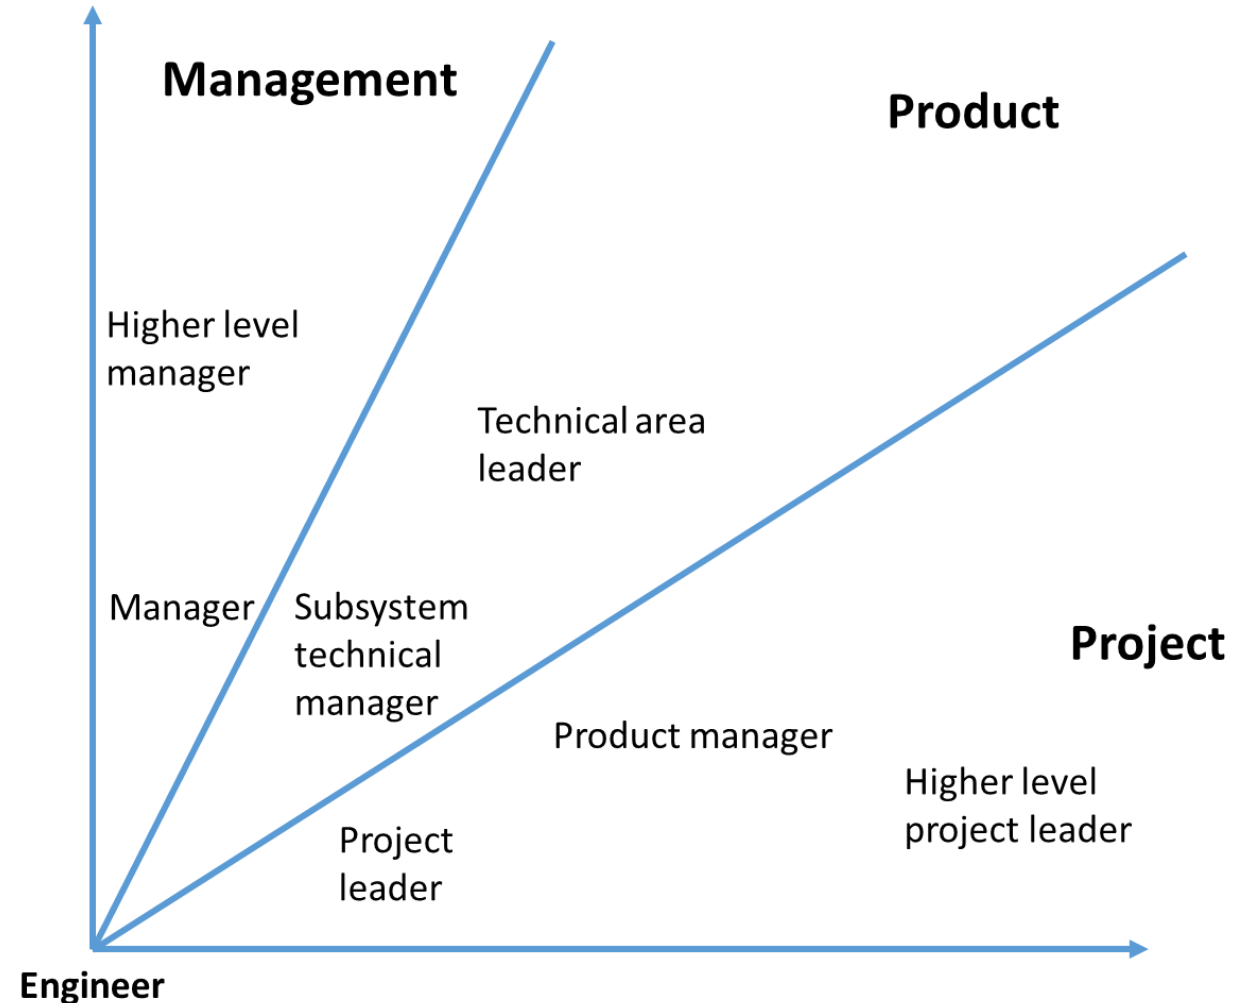 Management
Product
Higher level
manager
Technical area
leader
Manager
Subsystem
technical
manager
Project
Product manager
Higher level
project leader
Project
leader
Engineer